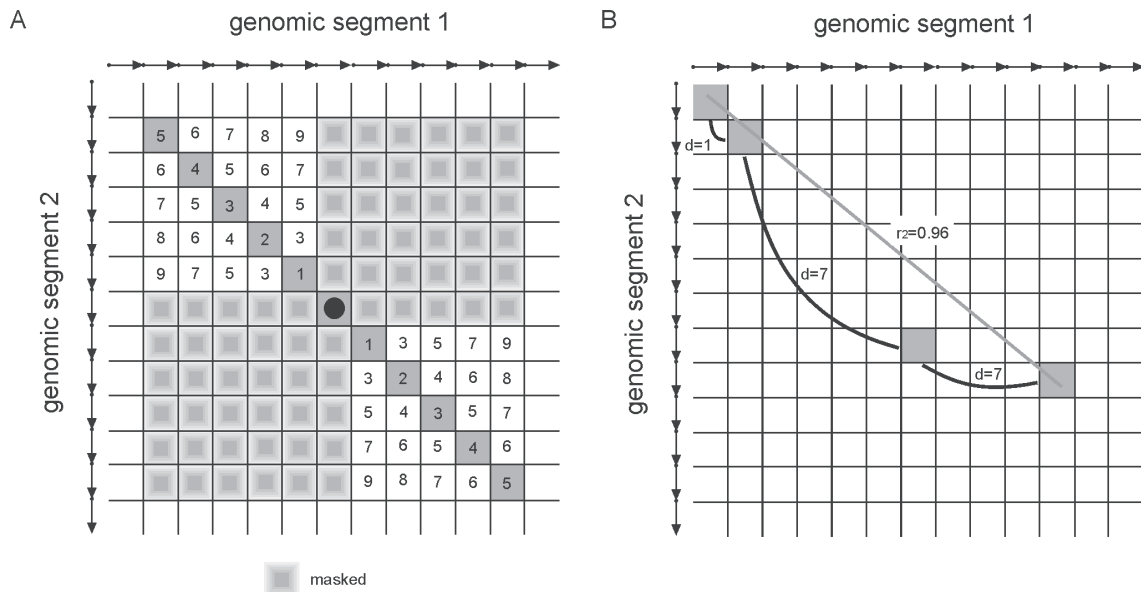 A
genomic segment 1
genomic segment 2
5 6 7 8 9
6 4 5 6 7
7 5 3 4 5
8 6 4 2 3
9 7 5 3 1
1 3 5 7 9
3 2 4 6 8
5 4 3 5 7
7 6 5 4 6
9 8 7 6 5
masked
B
genomic segment 1
genomic segment 2
d=1
r2=0.96
d=7
d=7